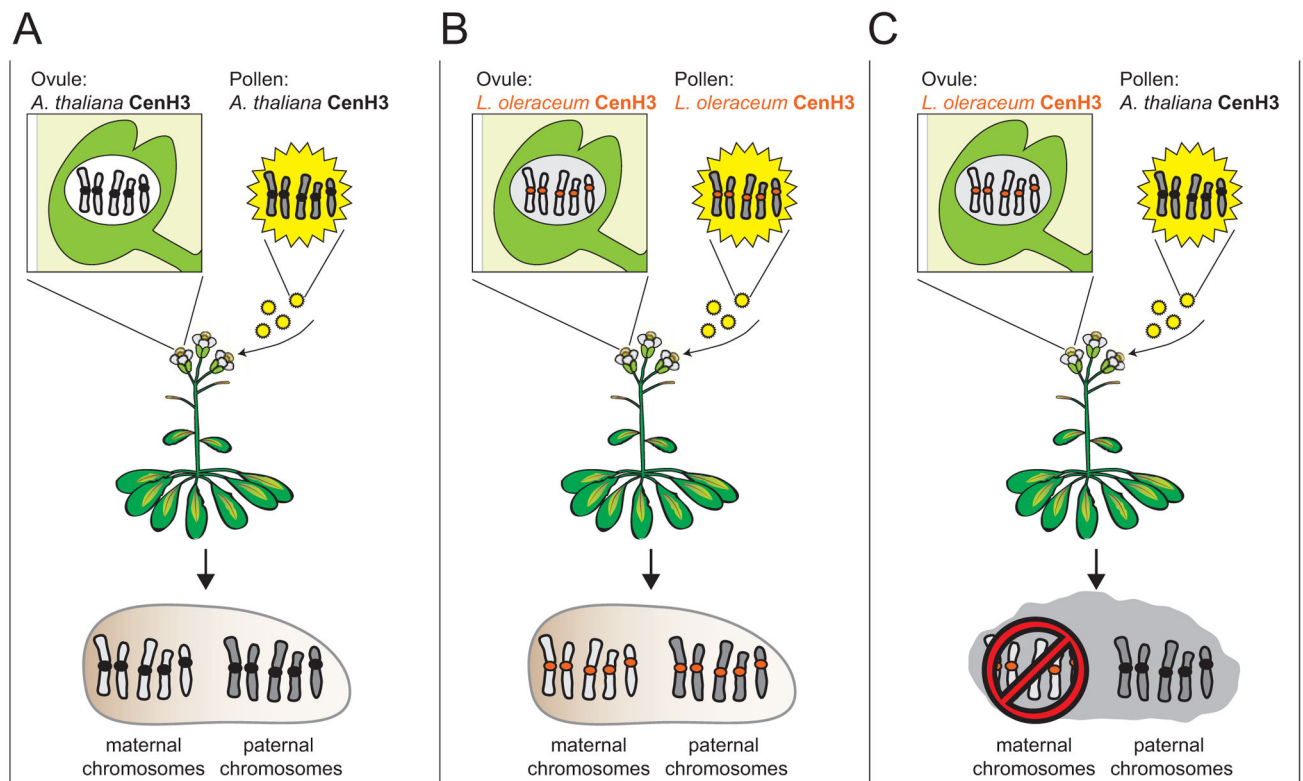 A
Ovule:
A. thaliana CenH3
Pollen:
A. thaliana CenH3
maternal
chromosomes
paternal
chromosomes
B
Ovule:
L. oleraceum CenH3
Pollen:
L. oleraceum CenH3
maternal
chromosomes
paternal
chromosomes
C
Ovule:
L. oleraceum CenH3
Pollen:
A. thaliana CenH3
maternal
chromosomes
paternal
chromosomes